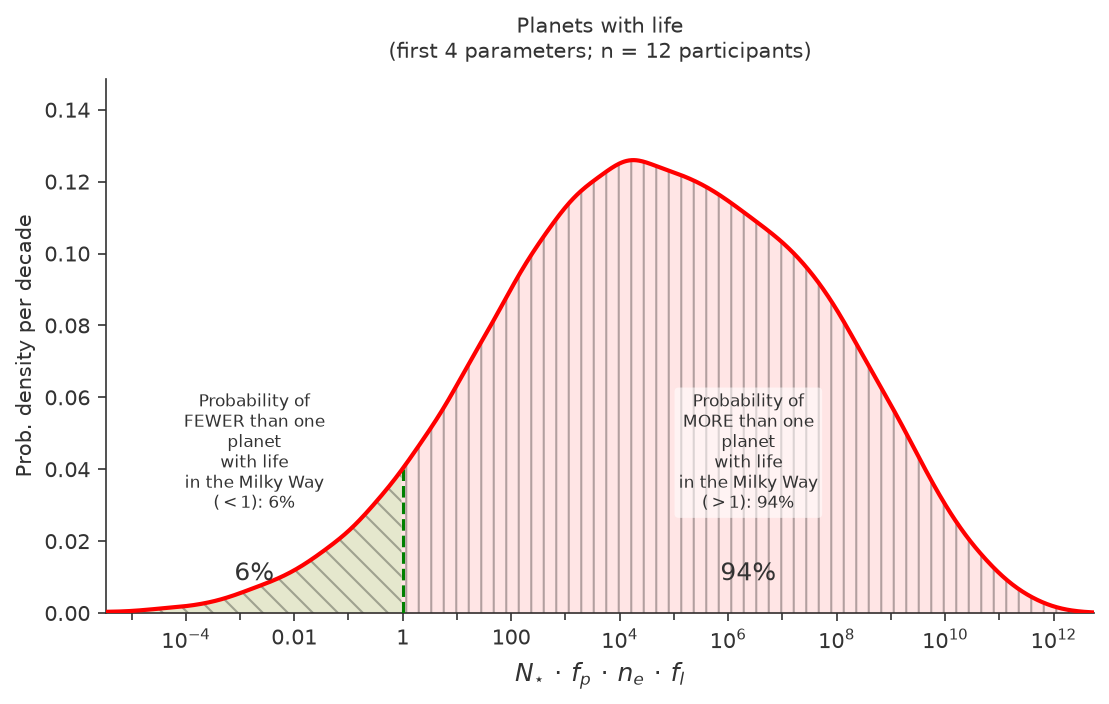 Planets with life
(first 4 parameters; n = 12 participants)
Prob. density per decade
0.14
0.12
0.10
0.08
0.06
0.04
0.02
0.00
Probability of
FEWER than one
planet
with life
in the Milky Way
(<1): 6%
Probability of
MORE than one
planet
with life
in the Milky Way
(>1): 94%
6%
94%
10⁻⁴
0.01
1
100
10⁴
10⁶
10⁸
10¹⁰
10¹²
N⋆ · fₚ · nₑ · fₗ